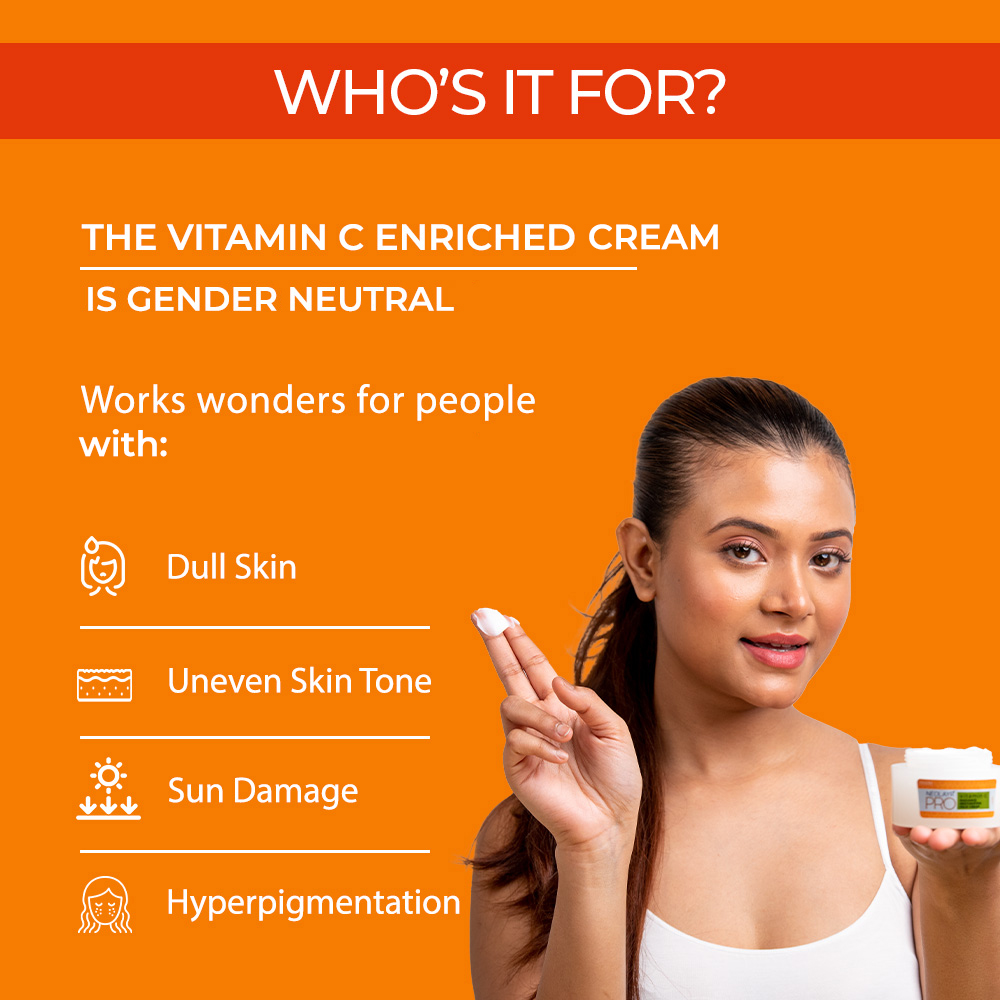 WHO'S IT FOR?
THE VITAMIN C ENRICHED CREAM
IS GENDER NEUTRAL
Works wonders for people
with:
Dull Skin
Uneven Skin Tone
Sun Damage
Hyperpigmentation
NEOLAYR
PRO